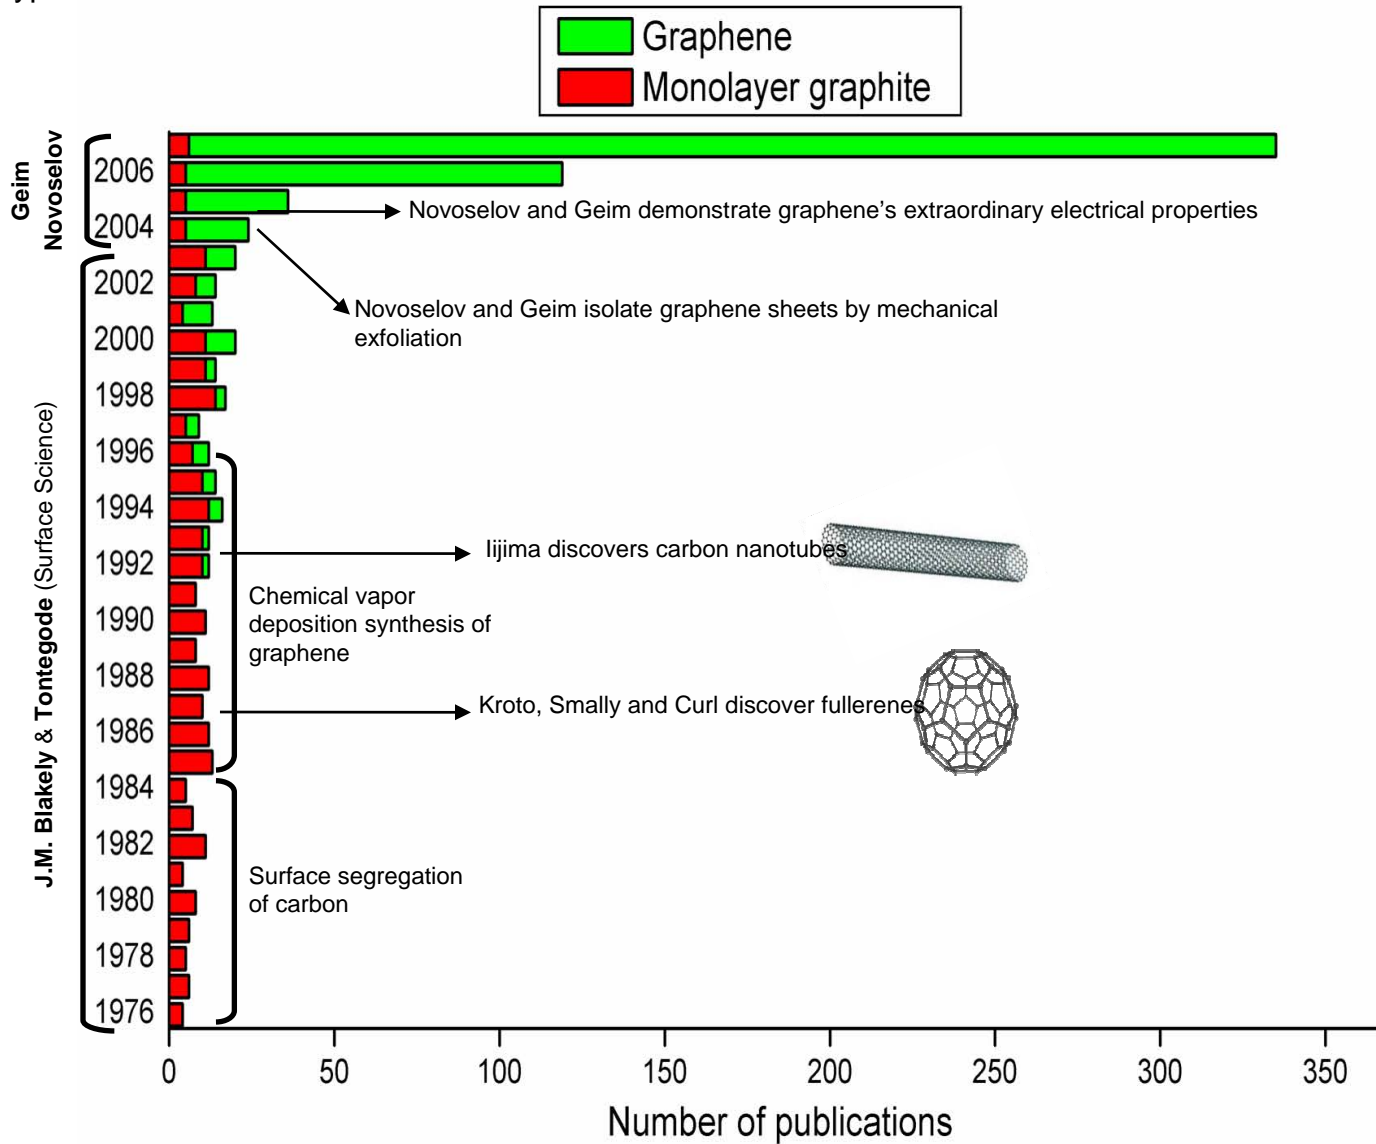 Graphene
Monolayer graphite
Geim
Novoselov
2006
2004
2002
2000
1998
1996
1994
1992
1990
1988
1986
1984
1982
1980
1978
1976
J.M. Blakely & Tontegode (Surface Science)
Novoselov and Geim demonstrate graphene’s extraordinary electrical properties
Novoselov and Geim isolate graphene sheets by mechanical
exfoliation
Iijima discovers carbon nanotubes
Chemical vapor
deposition synthesis of
graphene
Kroto, Smally and Curl discover fullerenes
Surface segregation
of carbon
0 50 100 150 200 250 300 350
Number of publications